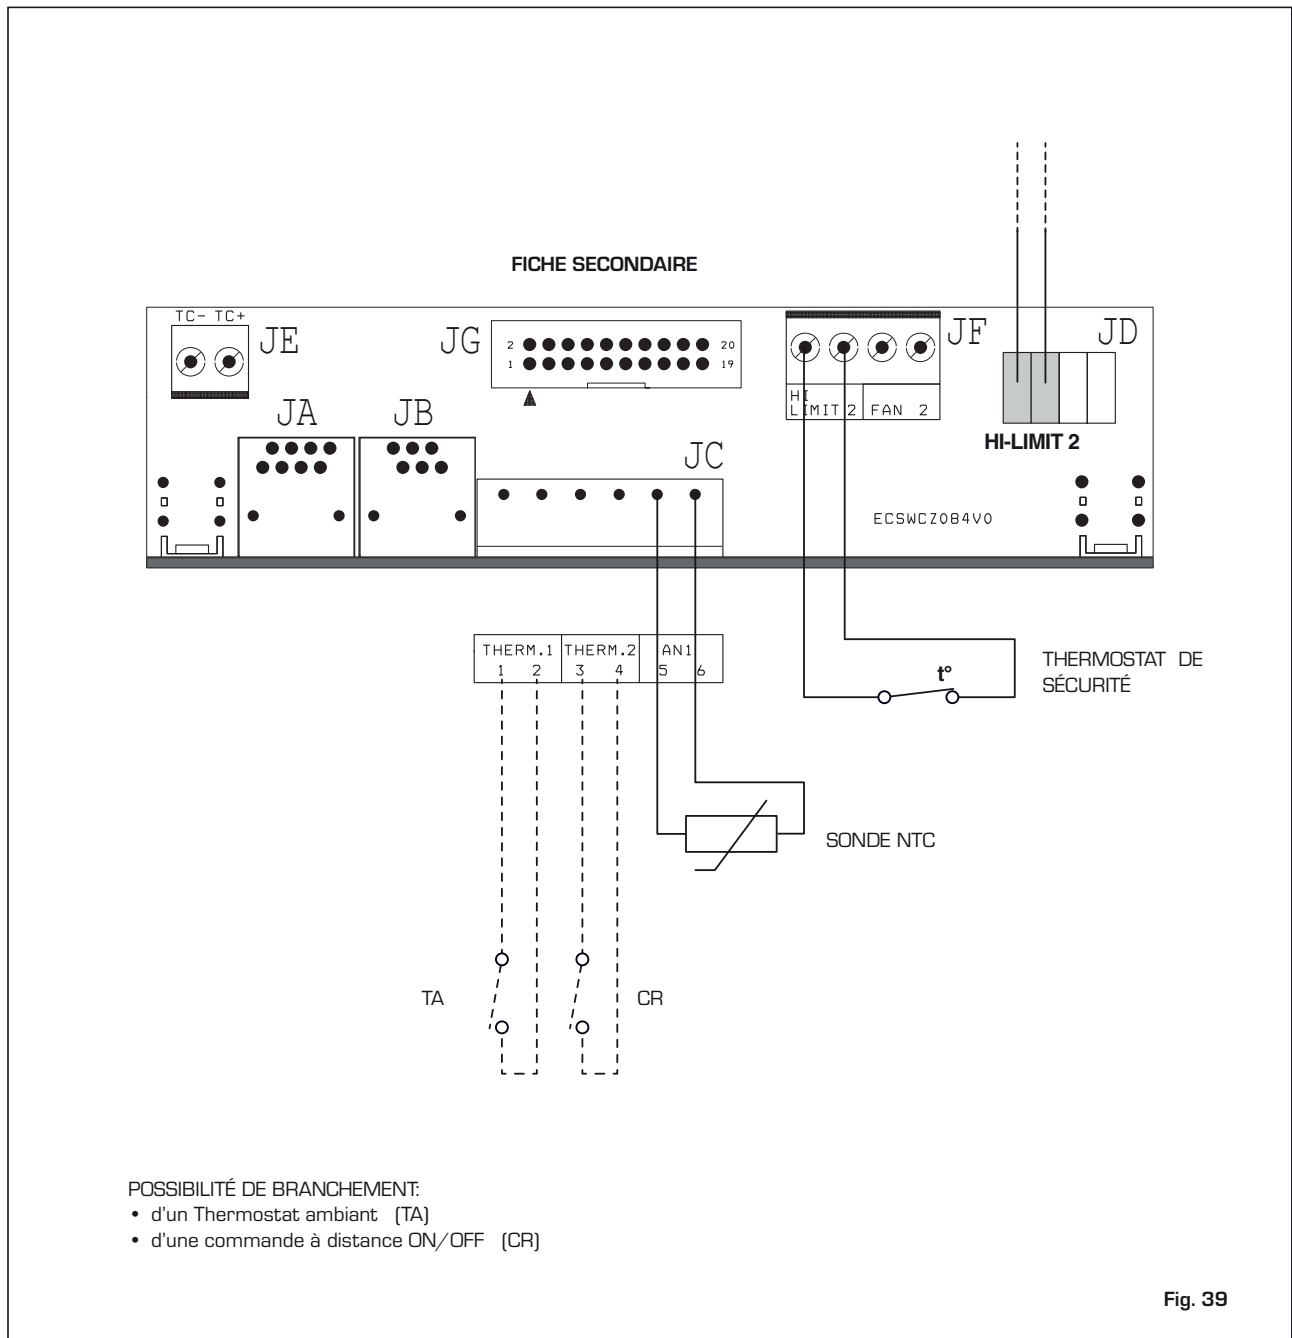 FICHE SECONDAIRE
TC- TC+
JE
JG
2
20
1
19
JF
JD
HI
LIMIT 2
FAN 2
HI-LIMIT 2
JA
JB
JC
ECSWCZ084V0
THERM.1
THERM.2
AN1
1 2 3 4 5 6
t°
THERMOSTAT DE
SÉCURITÉ
SONDE NTC
TA
CR
POSSIBILITÉ DE BRANCHEMENT:
• d'un Thermostat ambiant (TA)
• d'une commande à distance ON/OFF (CR)
Fig. 39